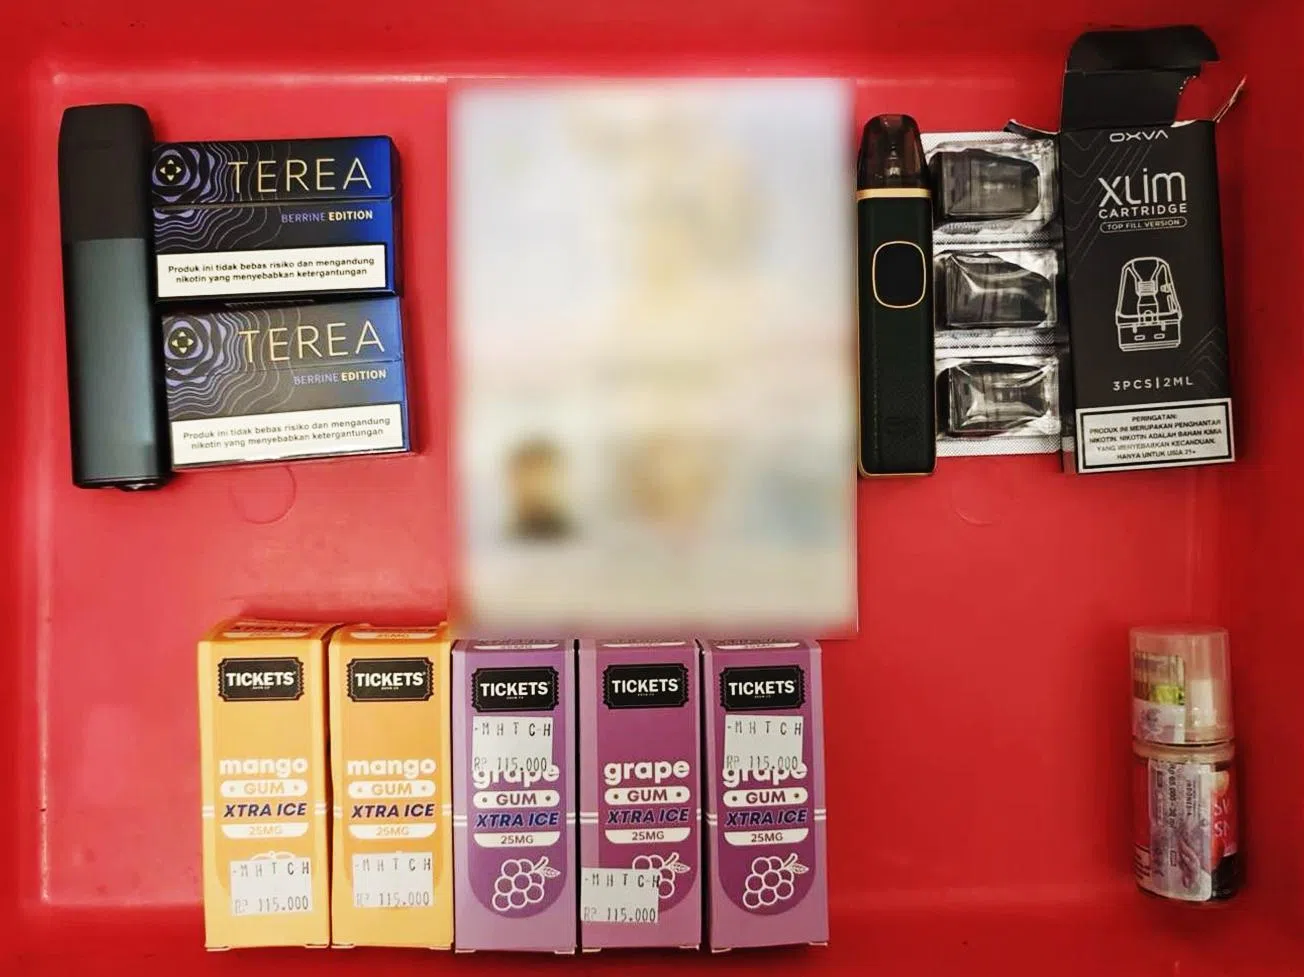 TEREA
BERRINE EDITION
Produk ini tidak bebas risiko dan mengandung
nikotin yang menyebabkan ketergantungan
TEREA
BERRINE EDITION
Produk ini tidak bebas risiko dan mengandung
nikotin yang menyebabkan ketergantungan
OXVA
XLIM
CARTRIDGE
TOP FILL VERSION
3PCS|2ML
PERINGATAN:
PRODUK INI MERUPAKAN PENGHANTAR
NIKOTIN. NIKOTIN ADALAH BAHAN KIMIA
YANG MENYEBABKAN KECANDUAN.
HANYA UNTUK USIA 21+
XTRA ICE
25MG
TICKETS
mango
GUM
XTRA ICE
25MG
-M H T C H
RP 115.000
25MG
TICKETS
mango
GUM
XTRA ICE
25MG
-M H T C H
RP 115.000
25MG
TICKETS
-M H T C H
RP 115.000
grape
GUM
XTRA ICE
25MG
TICKETS
grape
GUM
XTRA ICE
25MG
-M H T C H
RP 115.000
TICKETS
-M H T C H
RP 115.000
grape
GUM
XTRA ICE
25MG